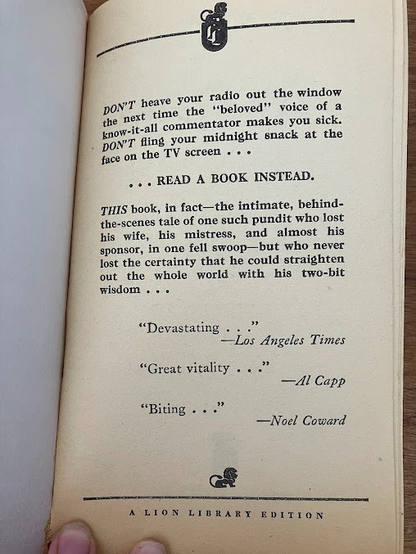 DON'T heave your radio out the window
the next time the "beloved" voice of a
know-it-all commentator makes you sick.
DON'T fling your midnight snack at the
face on the TV screen . . .
. . . READ A BOOK INSTEAD.
THIS book, in fact—the intimate, behind-
the-scenes tale of one such pundit who lost
his wife, his mistress, and almost his
sponsor, in one fell swoop—but who never
lost the certainty that he could straighten
out the whole world with his two-bit
wisdom . . .
"Devastating . . ."
—Los Angeles Times
"Great vitality . . ."
—Al Capp
"Biting . . ."
—Noel Coward
A LION LIBRARY EDITION